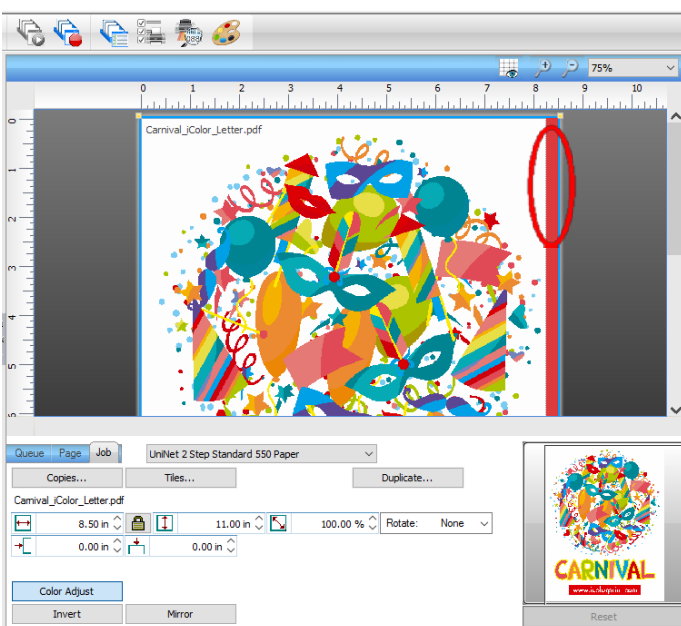 75%
0 1 2 3 4 5 6 7 8 9 10
0
1
2
3
4
5
6
Carnival_iColor_Letter.pdf
Queue Page Job
UniNet 2 Step Standard 550 Paper
Copies... Tiles... Duplicate...
Carnival_iColor_Letter.pdf
8.50 in 11.00 in 100.00 % Rotate: None
0.00 in 0.00 in
Color Adjust
Invert Mirror
CARNIVAL
Reset